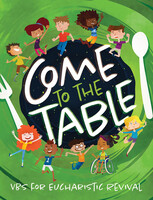 COME
TO THE
TABLE
VBS FOR EUCHARISTIC REVIVAL